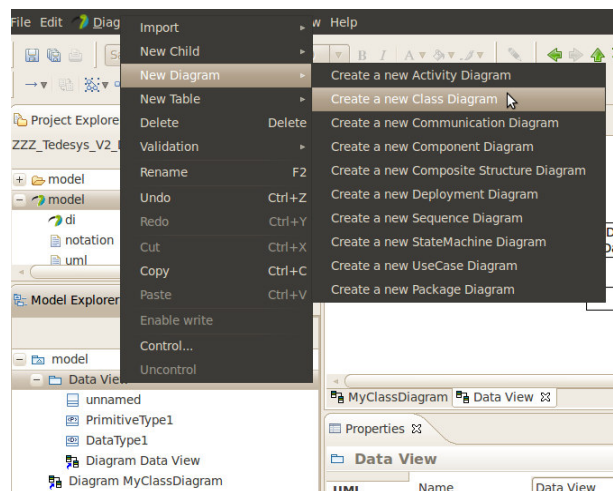 File Edit Diag
w Help
Import
New Child
New Diagram
New Table
Delete Delete
Validation
Rename F2
Undo Ctrl+Z
Redo Ctrl+Y
Cut Ctrl+X
Copy Ctrl+C
Paste Ctrl+V
Enable write
Control...
Uncontrol
Create a new Activity Diagram
Create a new Class Diagram
Create a new Communication Diagram
Create a new Component Diagram
Create a new Composite Structure Diagram
Create a new Deployment Diagram
Create a new Sequence Diagram
Create a new StateMachine Diagram
Create a new UseCase Diagram
Create a new Package Diagram
B I A
Project Explore
ZZZ_Tedesys_V2_
model
model
di
notation
uml
Model Explorer
model
Data Vie
unnamed
PrimitiveType1
DataType1
Diagram Data View
Diagram MyClassDiagram
MyClassDiagram Data View
Properties
Data View
UML Name Data View